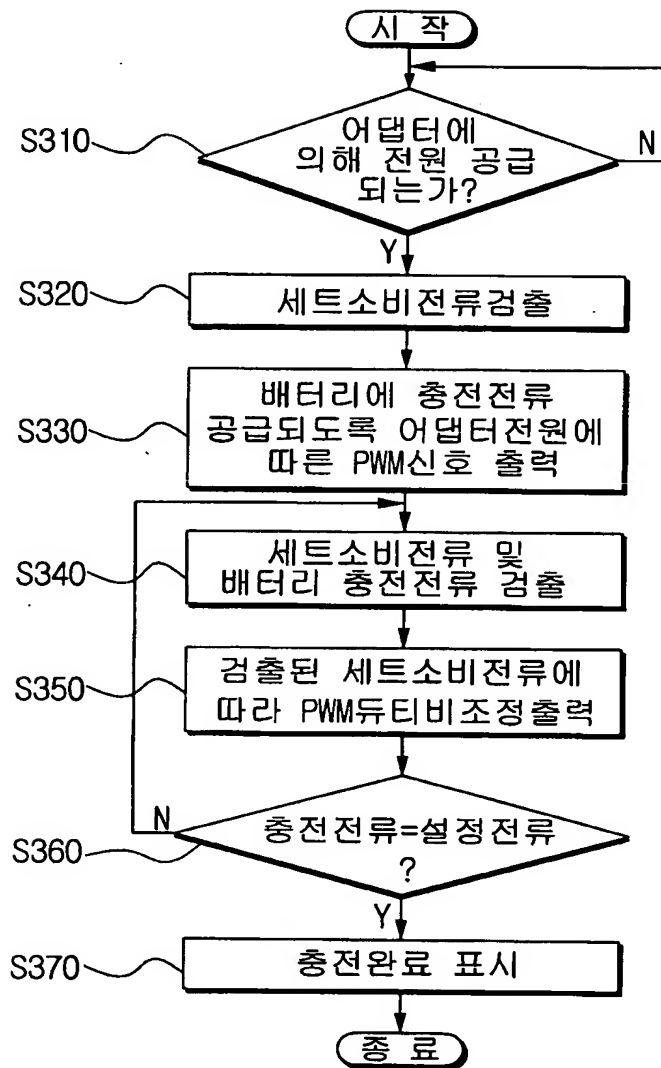 시 작
S310
어댑터에
의해 전원 공급
되는가?
N
Y
S320
세트소비전류검출
S330
배터리에 충전전류
공급되도록 어댑터전원에
따른 PWM신호 출력
S340
세트소비전류 및
배터리 충전전류 검출
S350
검출된 세트소비전류에
따라 PWM듀티비조정출력
N
S360
충전전류=설정전류
?
Y
S370
충전완료 표시
종 료